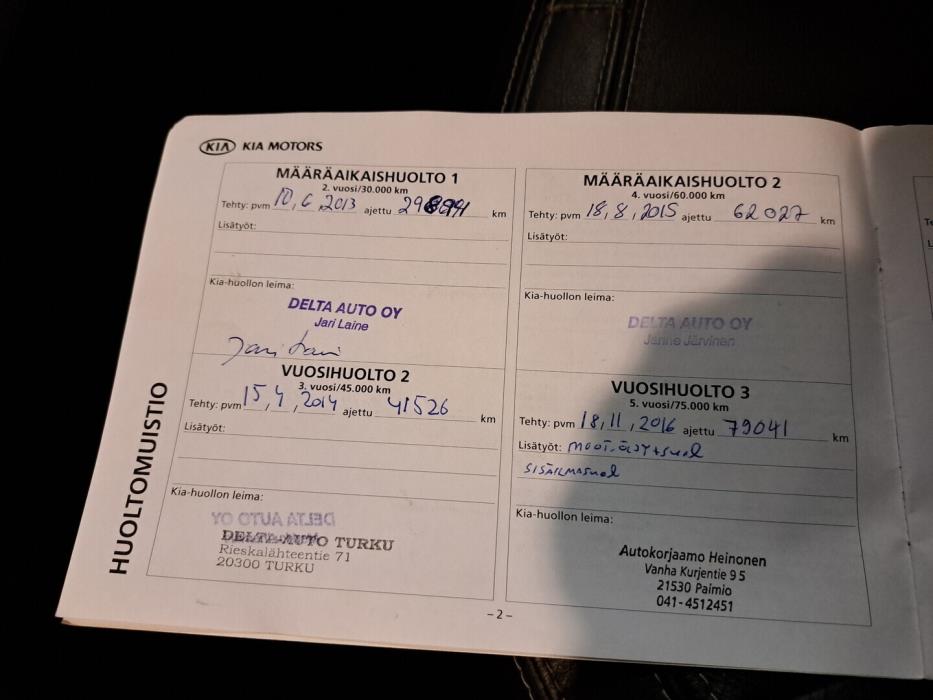 KIA KIA MOTORS
HUOLTOMUISTIO
MÄÄRÄAIKAISHUOLTO 1
2. vuosi/30.000 km
Tehty: pvm 10,6,2013 ajettu km
Lisätyöt:
Kia-huollon leima:
DELTA AUTO OY
Jari Laine
VUOSIHUOLTO 2
3. vuosi/45.000 km
Tehty: pvm 15,4,2014 ajettu 41526 km
Lisätyöt:
Kia-huollon leima:
DELTA AUTO OY
DELTA-AUTO TURKU
Rieskalähteentie 71
20300 TURKU
MÄÄRÄAIKAISHUOLTO 2
4. vuosi/60.000 km
Tehty: pvm 18,8,2015 ajettu 62027 km
Lisätyöt:
Kia-huollon leima:
DELTA AUTO OY
Janne Järvinen
VUOSIHUOLTO 3
5. vuosi/75.000 km
Tehty: pvm 18,11,2016 ajettu 79041 km
Lisätyöt:
SISÄILMASUOD
Kia-huollon leima:
Autokorjaamo Heinonen
Vanha Kurjentie 95
21530 Paimio
041-4512451
-2-